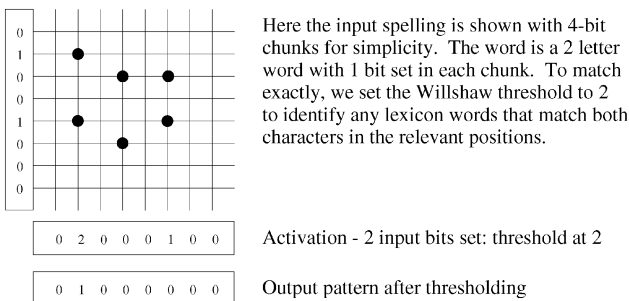 0
1
0
0
1
0
0
0
Here the input spelling is shown with 4-bit
chunks for simplicity. The word is a 2 letter
word with 1 bit set in each chunk. To match
exactly, we set the Willshaw threshold to 2
to identify any lexicon words that match both
characters in the relevant positions.
0 2 0 0 0 1 0 0
Activation - 2 input bits set: threshold at 2
0 1 0 0 0 0 0 0
Output pattern after thresholding